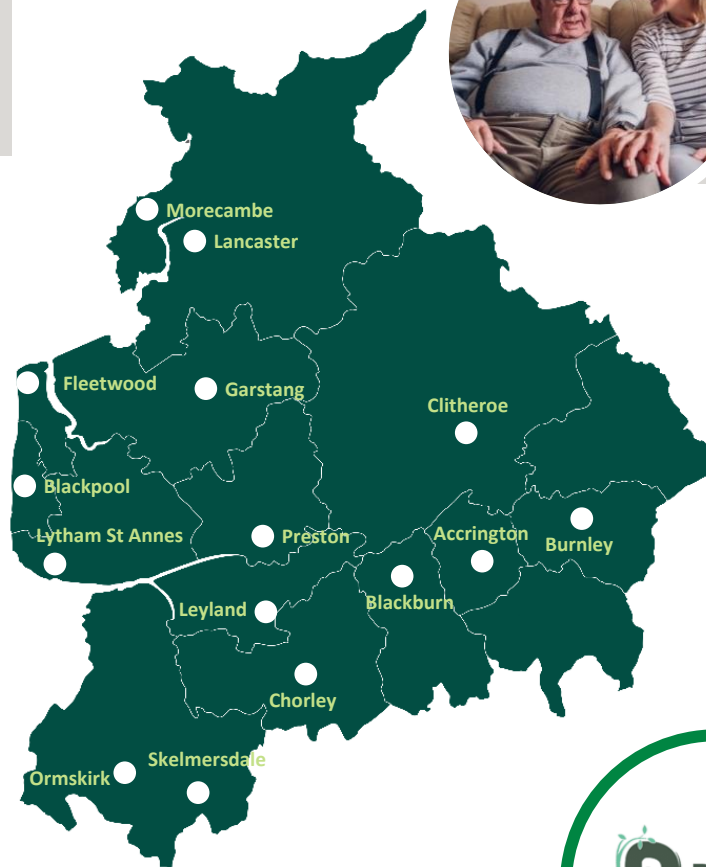 Morecambe
Lancaster
Fleetwood
Garstang
Clitheroe
Blackpool
Lytham St Annes
Preston
Accrington
Burnley
Leyland
Blackburn
Chorley
Skelmersdale
Ormskirk